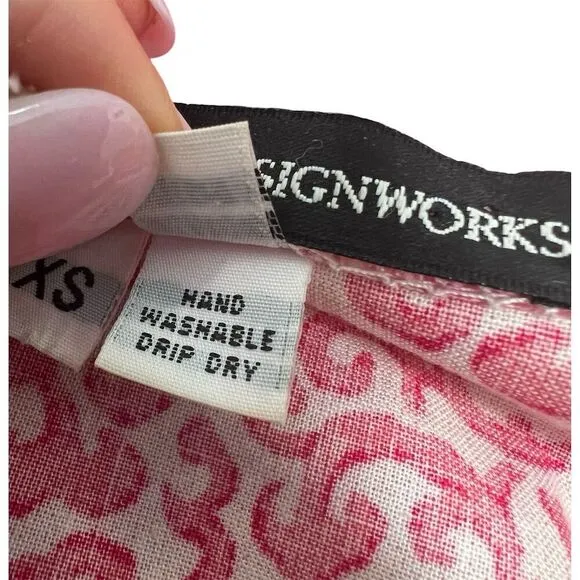 SIGNWORKS
XS
HAND
WASHABLE
DRIP DRY